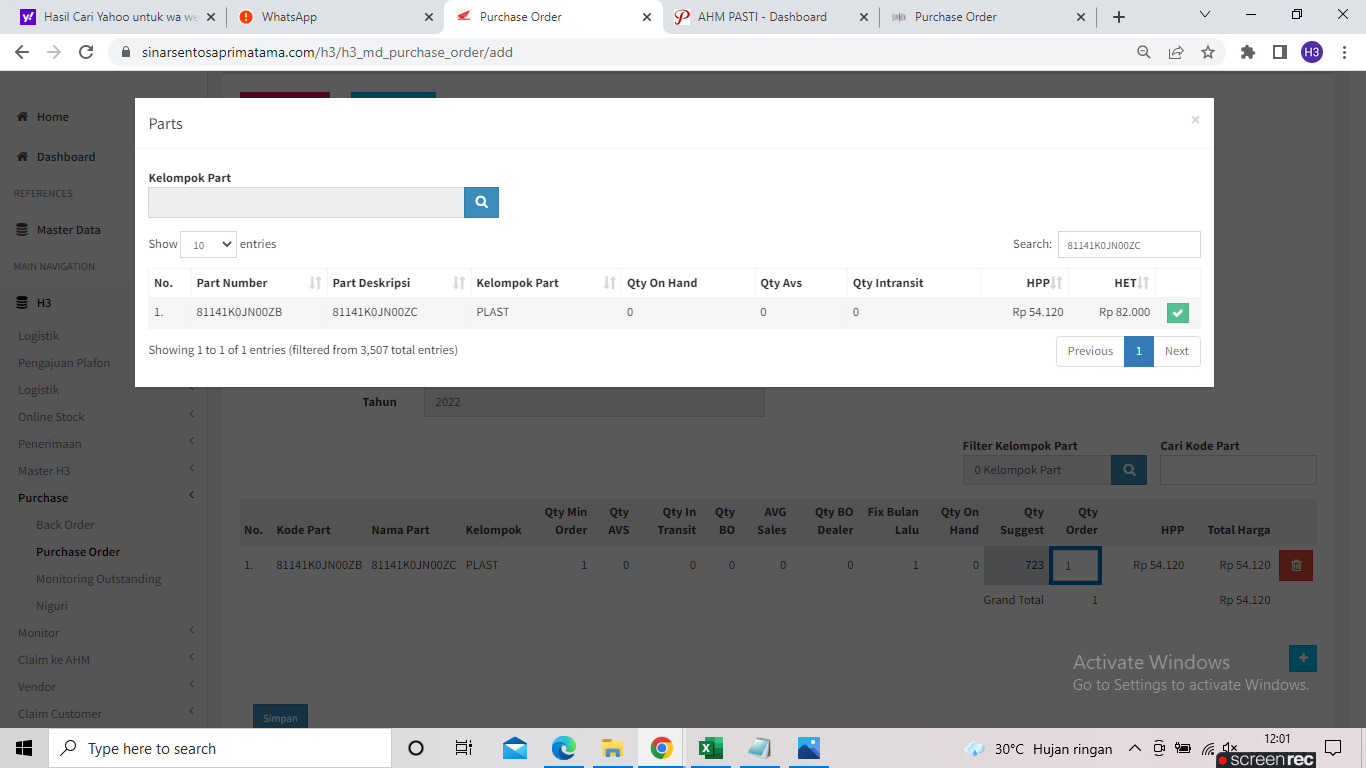 Hasil Cari Yahoo untuk wa we
WhatsApp
Purchase Order
AHM PASTI - Dashboard
Purchase Order
sinarsentosaprimatama.com/h3/h3_md_purchase_order/add
H3
Home
Dashboard
REFERENCES
Master Data
MAIN NAVIGATION
H3
Logistik
Pengajuan Plafon
Logistik
Online Stock
Penerimaan
Master H3
Purchase
Back Order
Purchase Order
Monitoring Outstanding
Niguri
Monitor
Claim ke AHM
Vendor
Claim Customer
Parts
×
Kelompok Part
Show 10 entries
Search: 81141K0JN00ZC
No. Part Number Part Deskripsi Kelompok Part Qty On Hand Qty Avs Qty Intransit HPP HET
1. 81141K0JN00ZB 81141K0JN00ZC PLAST 0 0 0 Rp 54.120 Rp 82.000
Showing 1 to 1 of 1 entries (filtered from 3,507 total entries)
Previous 1 Next
Tahun 2022
Filter Kelompok Part Cari Kode Part
0 Kelompok Part
No. Kode Part Nama Part Kelompok Qty Min Order Qty AVS Qty In Transit Qty BO AVG Sales Qty BO Dealer Fix Bulan Lalu Qty On Hand Qty Suggest Qty Order HPP Total Harga
1. 81141K0JN00ZB 81141K0JN00ZC PLAST 1 0 0 0 0 0 1 0 723 1 Rp 54.120 Rp 54.120
Grand Total 1 Rp 54.120
Activate Windows
Go to Settings to activate Windows.
Simpan
Type here to search
30°C Hujan ringan
12:01
screenrec